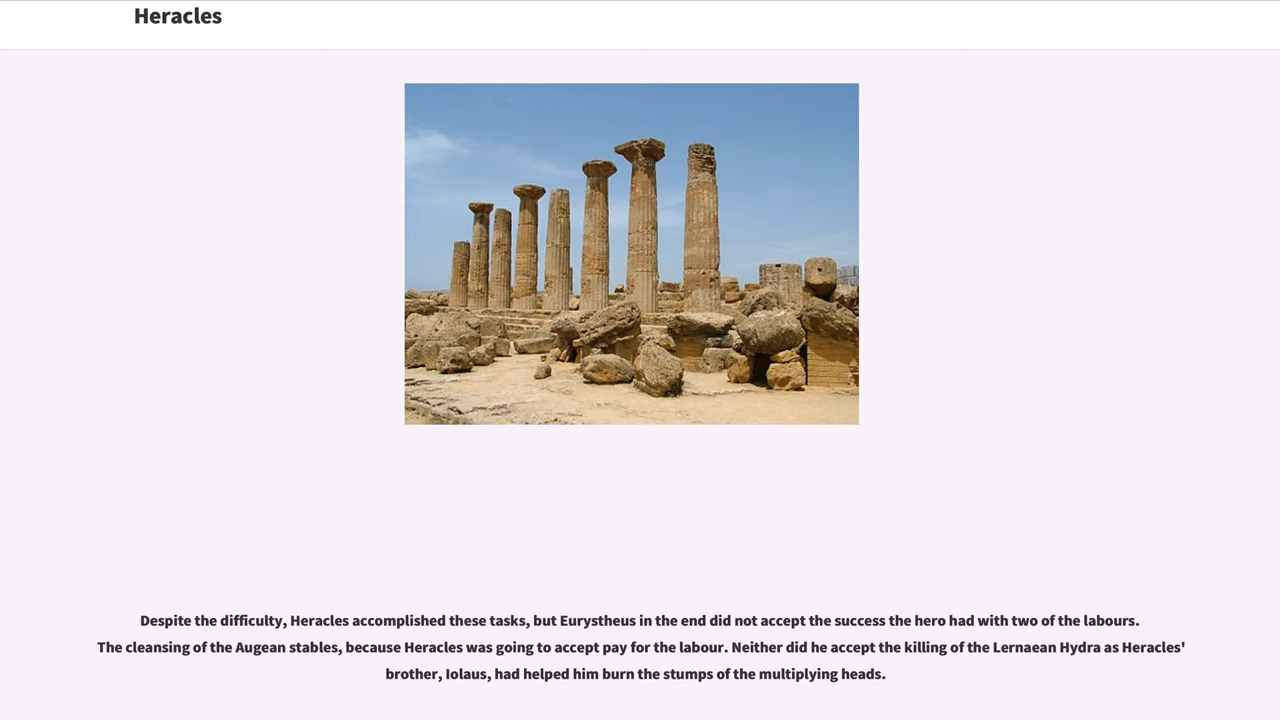 Heracles
Despite the difficulty, Heracles accomplished these tasks, but Eurystheus in the end did not accept the success the hero had with two of the labours.
The cleansing of the Augean stables, because Heracles was going to accept pay for the labour. Neither did he accept the killing of the Lernaean Hydra as Heracles'
brother, Iolaus, had helped him burn the stumps of the multiplying heads.